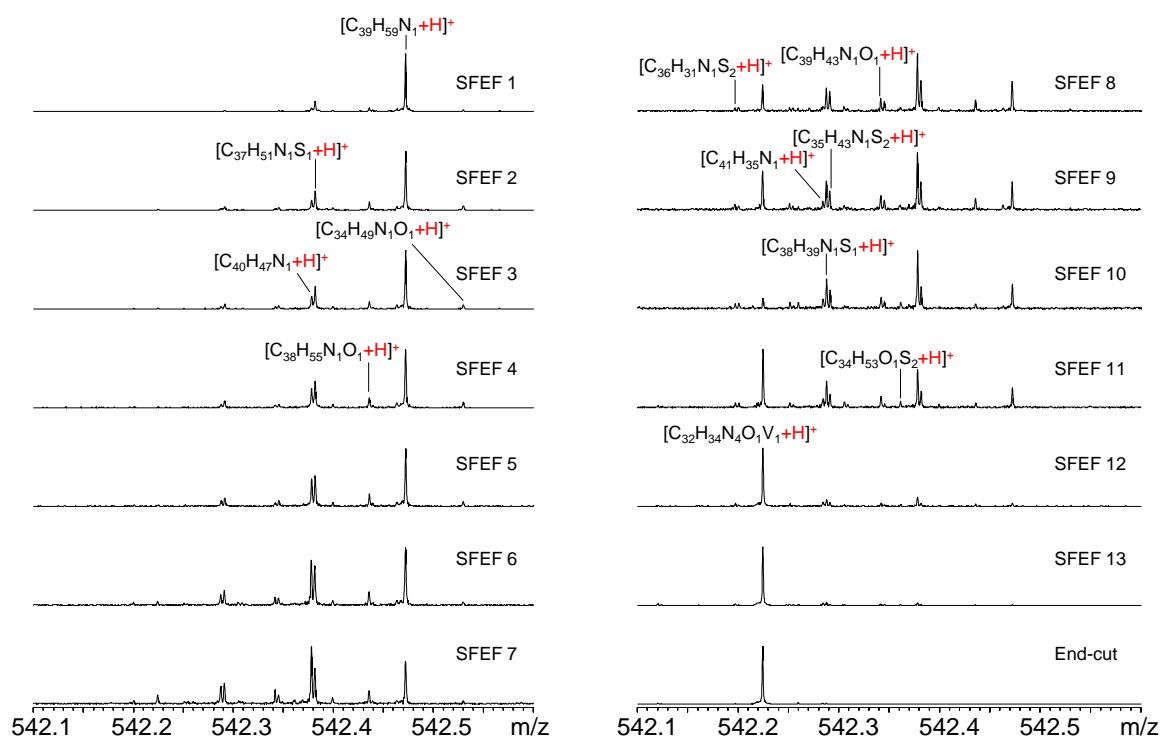 [C₃₉H₅₉N₁+H]⁺
SFEF 1
[C₃₇H₅₁N₁S₁+H]⁺
SFEF 2
[C₃₄H₄₉N₁O₁+H]⁺
[C₄₀H₄₇N₁+H]⁺
SFEF 3
[C₃₈H₅₅N₁O₁+H]⁺
SFEF 4
SFEF 5
SFEF 6
SFEF 7
542.1 542.2 542.3 542.4 542.5 m/z
[C₃₉H₄₃N₁O₁+H]⁺
[C₃₆H₃₁N₁S₂+H]⁺
SFEF 8
[C₃₅H₄₃N₁S₂+H]⁺
[C₄₁H₃₅N₁+H]⁺
SFEF 9
[C₃₈H₃₉N₁S₁+H]⁺
SFEF 10
[C₃₄H₅₃O₁S₂+H]⁺
SFEF 11
[C₃₂H₃₄N₄O₁V₁+H]⁺
SFEF 12
SFEF 13
End-cut
542.1 542.2 542.3 542.4 542.5 m/z